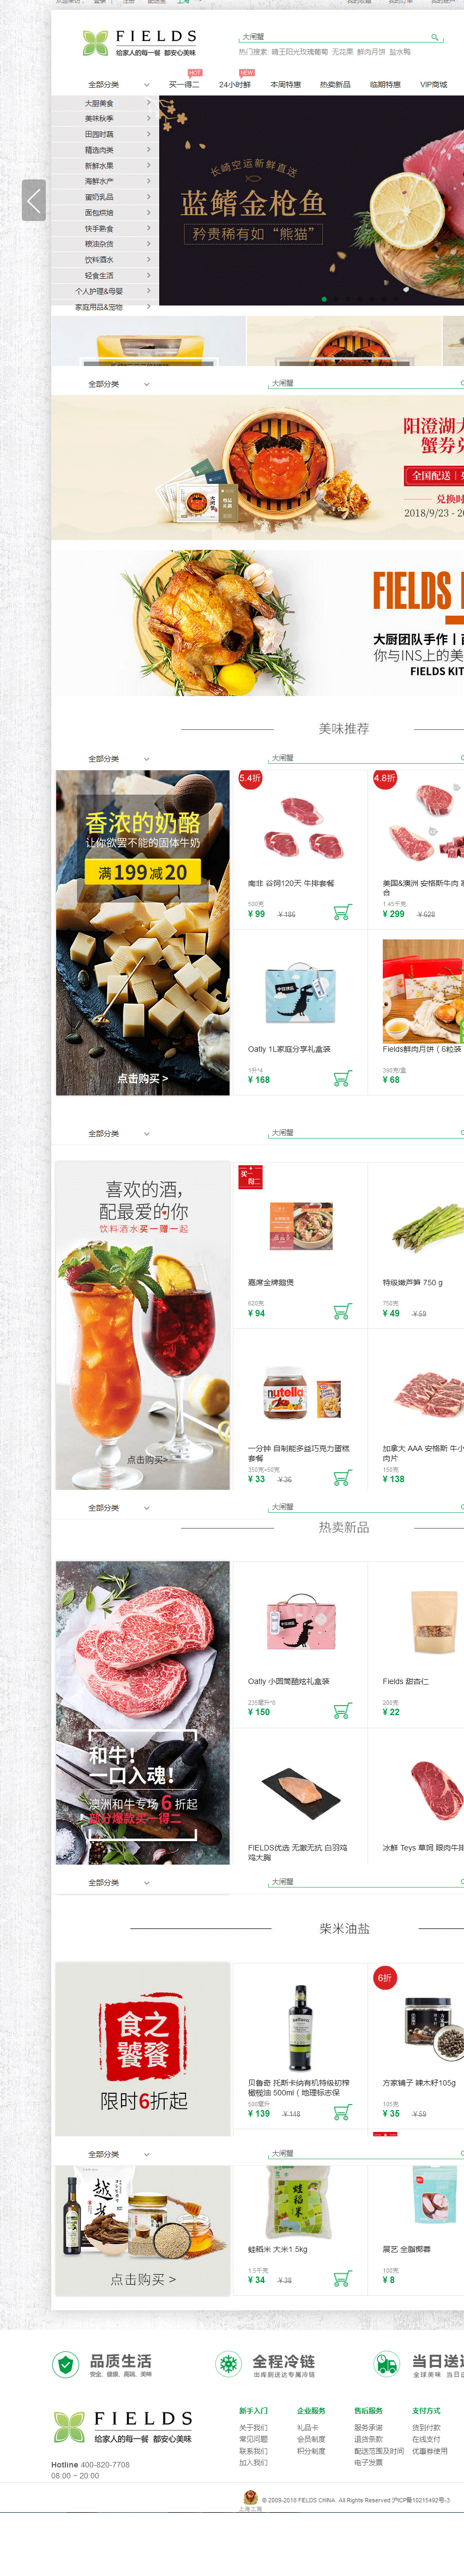 上海
FIELDS
给家人的每一餐 都安心美味
大闸蟹
热门搜索: 晴王阳光玫瑰葡萄 无花果 鲜肉月饼 盐水鸭
HOT
NEW
全部分类
买一得二
24小时鲜
本周特惠
热卖新品
临期特惠
VIP商城
大厨美食
美味秋季
田园时蔬
精选肉类
新鲜水果
海鲜水产
蛋奶乳品
面包烘焙
快手熟食
粮油杂货
饮料酒水
轻食生活
个人护理&母婴
家庭用品&宠物
长崎空运新鲜直送
蓝鳍金枪鱼
矜贵稀有如“熊猫”
全部分类
大闸蟹
阳澄湖大
蟹券兑
全国配送
兑换时
2018/9/23 - 20
大闸蟹
FIELDS
大厨团队手作
你与INS上的美
FIELDS KIT
美味推荐
全部分类
大闸蟹
香浓的奶酪
让你欲罢不能的固体牛奶
满199减20
点击购买 >
5.4折
南非 谷饲120天 牛排套餐
500克
¥ 99 ¥ 186
4.8折
美国&澳洲 安格斯牛肉
合
1.45千克
¥ 299 ¥ 628
Oatly 1L家庭分享礼盒装
1升*4
¥ 168
Fields鲜肉月饼 ( 6粒装
390克/盒
¥ 68
全部分类
大闸蟹
喜欢的酒,
配最爱的你
饮料酒水买一赠一起
点击购买>
买一得二
嘉席金牌脆煲
620克
¥ 94
特级嫩芦笋 750 g
750克
¥ 49 ¥ 59
nutella
一分钟 自制能多益巧克力蛋糕
套餐
350克+50克
¥ 33 ¥ 36
加拿大 AAA 安格斯 牛小
肉片
150克
¥ 138
全部分类
大闸蟹
热卖新品
和牛！
一口入魂！
澳洲和牛专场6折起
部分爆款买一得二
Oatly 小圆筒酷炫礼盒装
235毫升*8
¥ 150
Fields 甜杏仁
200克
¥ 22
FIELDS优选 无激无抗 白羽鸡
鸡大胸
冰鲜 Teys 草饲 眼肉牛排
全部分类
大闸蟹
柴米油盐
食之饕餮
限时6折起
点击购买 >
贝鲁奇 托斯卡纳有机特级初榨
橄榄油 500ml ( 地理标志保
500毫升
¥ 139 ¥ 148
6折
方家铺子 辣木籽105g
105克
¥ 35 ¥ 59
全部分类
大闸蟹
蛙稻米
蛙稻米 大米1.5kg
1.5千克
¥ 34 ¥ 38
展艺 全脂椰蓉
100克
¥ 8
品质生活
安全、健康、高端、美味
全程冷链
出库到送达专属冷链
当日送达
全球美味
FIELDS
给家人的每一餐 都安心美味
Hotline 400-820-7708
08:00 ~ 20:00
新手入门
关于我们
常见问题
联系我们
加入我们
企业服务
礼品卡
会员制度
积分制度
售后服务
服务承诺
退货条款
配送范围及时间
电子发票
支付方式
货到付款
在线支付
优惠券使用
上海工商
© 2009-2018 FIELDS CHINA. All Rights Reserved 沪ICP备10215492号-3